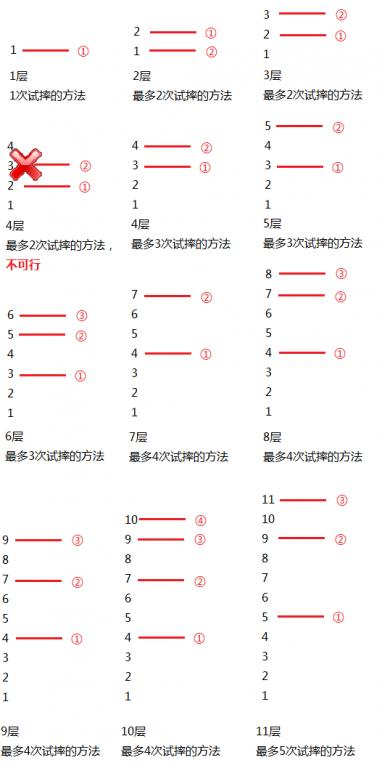 1 ①
1层
1次试摔的方法
2 ①
1 ②
2层
最多2次试摔的方法
3 ②
2 ①
1
3层
最多2次试摔的方法
4
3 ②
2 ①
1
4层
最多2次试摔的方法，
不可行
4 ②
3 ①
2
1
4层
最多3次试摔的方法
5 ②
4
3 ①
2
1
5层
最多3次试摔的方法
6 ③
5 ②
4
3 ①
2
1
6层
最多3次试摔的方法
7 ②
6
5
4 ①
3
2
1
7层
最多4次试摔的方法
8 ③
7 ②
6
5
4 ①
3
2
1
8层
最多4次试摔的方法
9 ③
8
7 ②
6
5
4 ①
3
2
1
9层
最多4次试摔的方法
10 ④
9 ③
8
7 ②
6
5
4 ①
3
2
1
10层
最多4次试摔的方法
11 ③
10
9 ②
8
7
6
5 ①
4
3
2
1
11层
最多5次试摔的方法